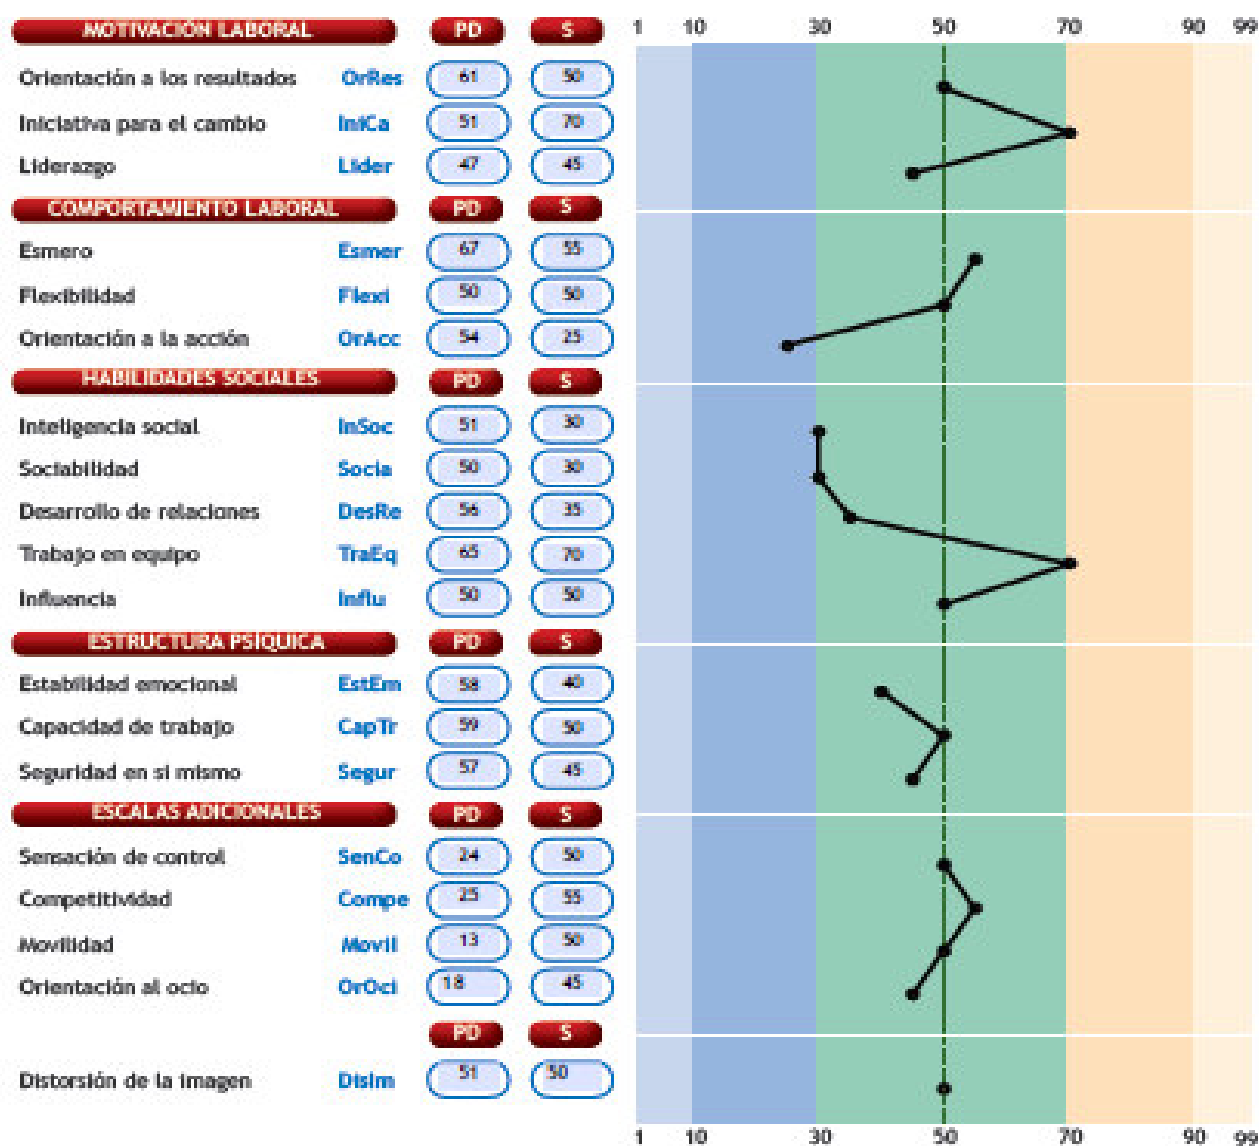 MOTIVACIÓN LABORAL PD S 1 10 30 50 70 90 99
Orientación a los resultados OrRes 61 50
Iniciativa para el cambio IniCa 51 70
Liderazgo Lider 47 45
COMPORTAMIENTO LABORAL PD S
Esmero Esmer 67 55
Flexibilidad Flexi 50 50
Orientación a la acción OrAcc 54 25
HABILIDADES SOCIALES PD S
Inteligencia social InSoc 51 30
Sociabilidad Socia 50 30
Desarrollo de relaciones DesRe 56 35
Trabajo en equipo TraEq 65 70
Influencia Influ 50 50
ESTRUCTURA PSÍQUICA PD S
Estabilidad emocional EstEm 58 40
Capacidad de trabajo CapTr 59 50
Seguridad en si mismo Segur 57 45
ESCALAS ADICIONALES PD S
Sensación de control SenCo 24 50
Competitividad Compe 25 55
Movilidad Movil 13 50
Orientación al ocio OrOci 18 45
PD S
Distorsión de la imagen DisIm 51 50
1 10 30 50 70 90 99